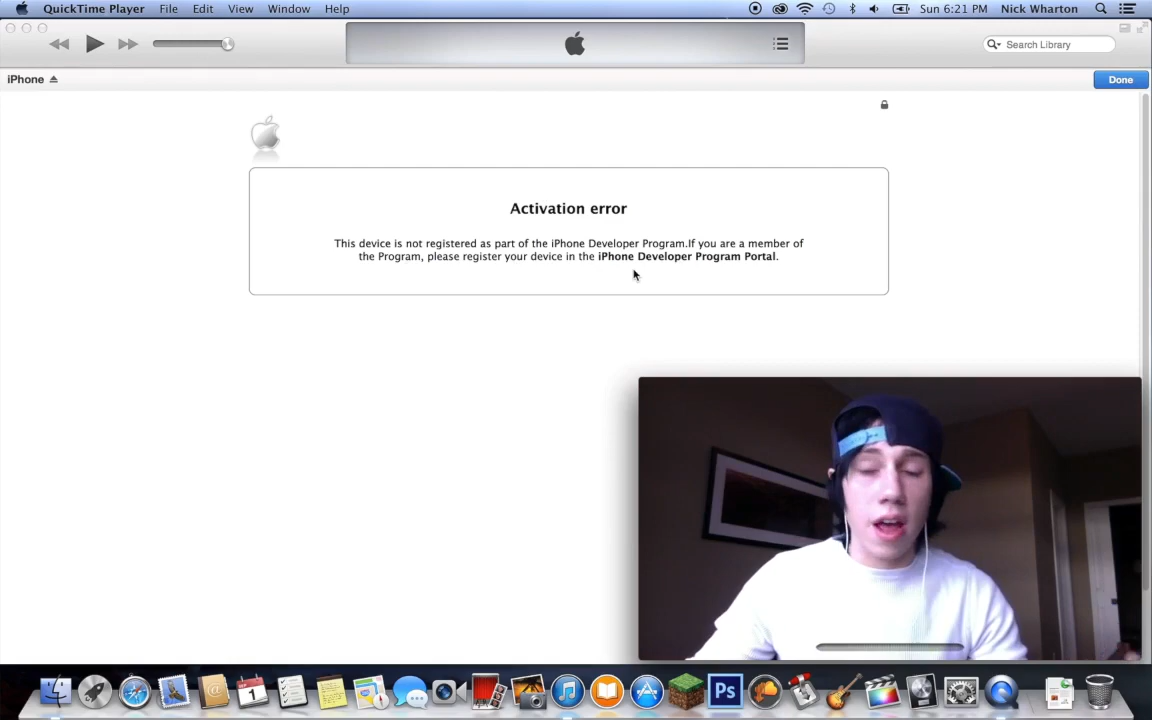 QuickTime Player File Edit View Window Help Sun 6:21 PM Nick Wharton
Search Library
iPhone
Done
Activation error
This device is not registered as part of the iPhone Developer Program.If you are a member of
the Program, please register your device in the iPhone Developer Program Portal.
1
Ps